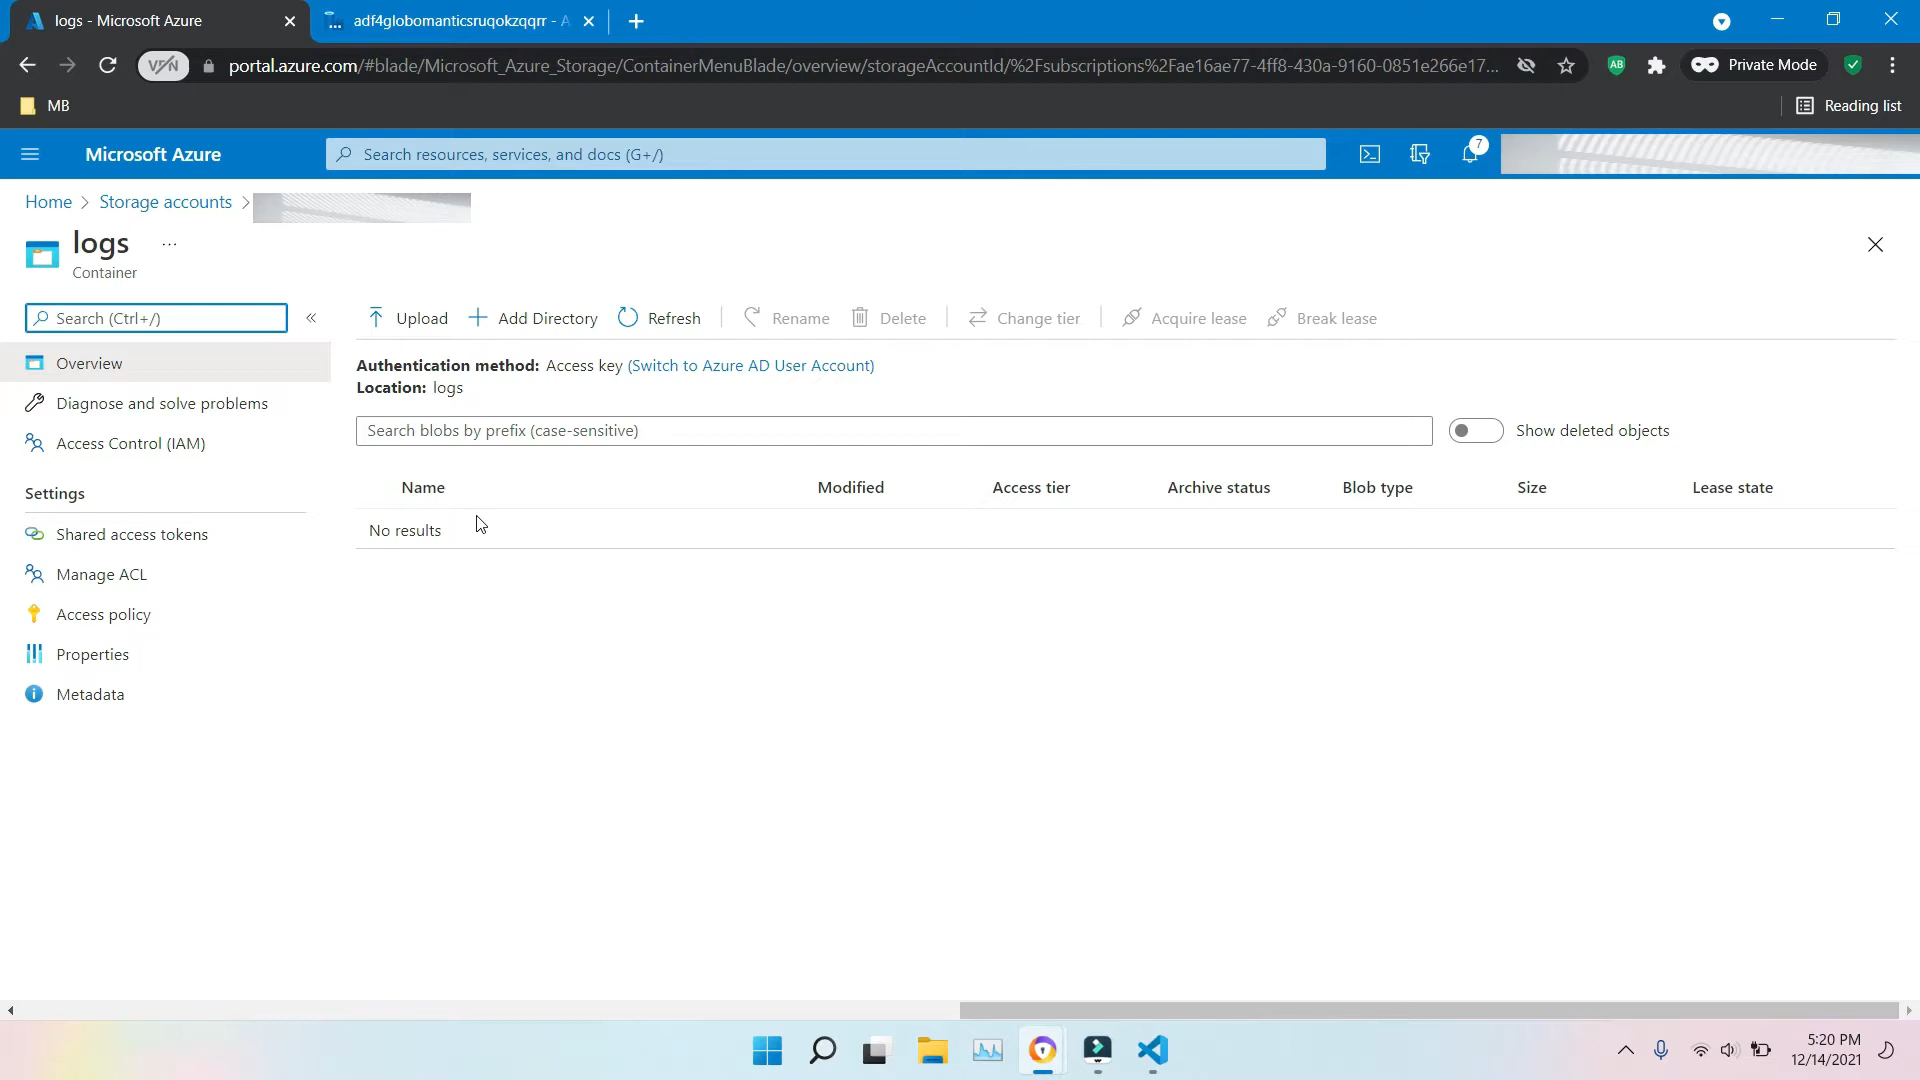 logs - Microsoft Azure
adf4globomanticsruqokzqqrr - A
VPN
portal.azure.com/#blade/Microsoft_Azure_Storage/ContainerMenuBlade/overview/storageAccountId/%2Fsubscriptions%2Fae16ae77-4ff8-430a-9160-0851e266e17...
AB
Private Mode
MB
Reading list
Microsoft Azure
Search resources, services, and docs (G+/)
7
Home > Storage accounts >
logs ...
Container
Search (Ctrl+/)
«
Upload
Add Directory
Refresh
Rename
Delete
Change tier
Acquire lease
Break lease
Overview
Authentication method: Access key (Switch to Azure AD User Account)
Location: logs
Diagnose and solve problems
Access Control (IAM)
Search blobs by prefix (case-sensitive)
Show deleted objects
Settings
Name Modified Access tier Archive status Blob type Size Lease state
No results
Shared access tokens
Manage ACL
Access policy
Properties
Metadata
5:20 PM
12/14/2021